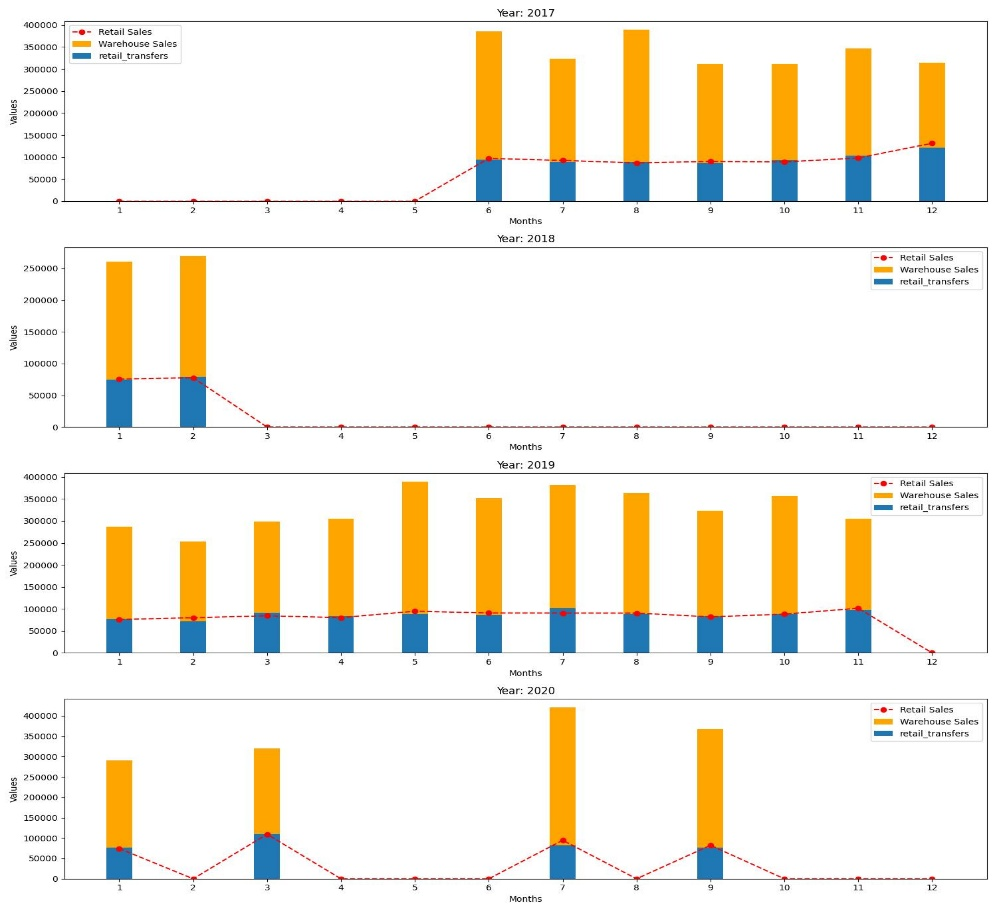 Year: 2017
400000
350000
300000
250000
200000
150000
100000
50000
0
Values
Retail Sales
Warehouse Sales
retail_transfers
1 2 3 4 5 6 7 8 9 10 11 12
Months
Year: 2018
250000
200000
150000
100000
50000
0
Values
Retail Sales
Warehouse Sales
retail_transfers
1 2 3 4 5 6 7 8 9 10 11 12
Months
Year: 2019
400000
350000
300000
250000
200000
150000
100000
50000
0
Values
Retail Sales
Warehouse Sales
retail_transfers
1 2 3 4 5 6 7 8 9 10 11 12
Months
Year: 2020
400000
350000
300000
250000
200000
150000
100000
50000
0
Values
Retail Sales
Warehouse Sales
retail_transfers
1 2 3 4 5 6 7 8 9 10 11 12
Months